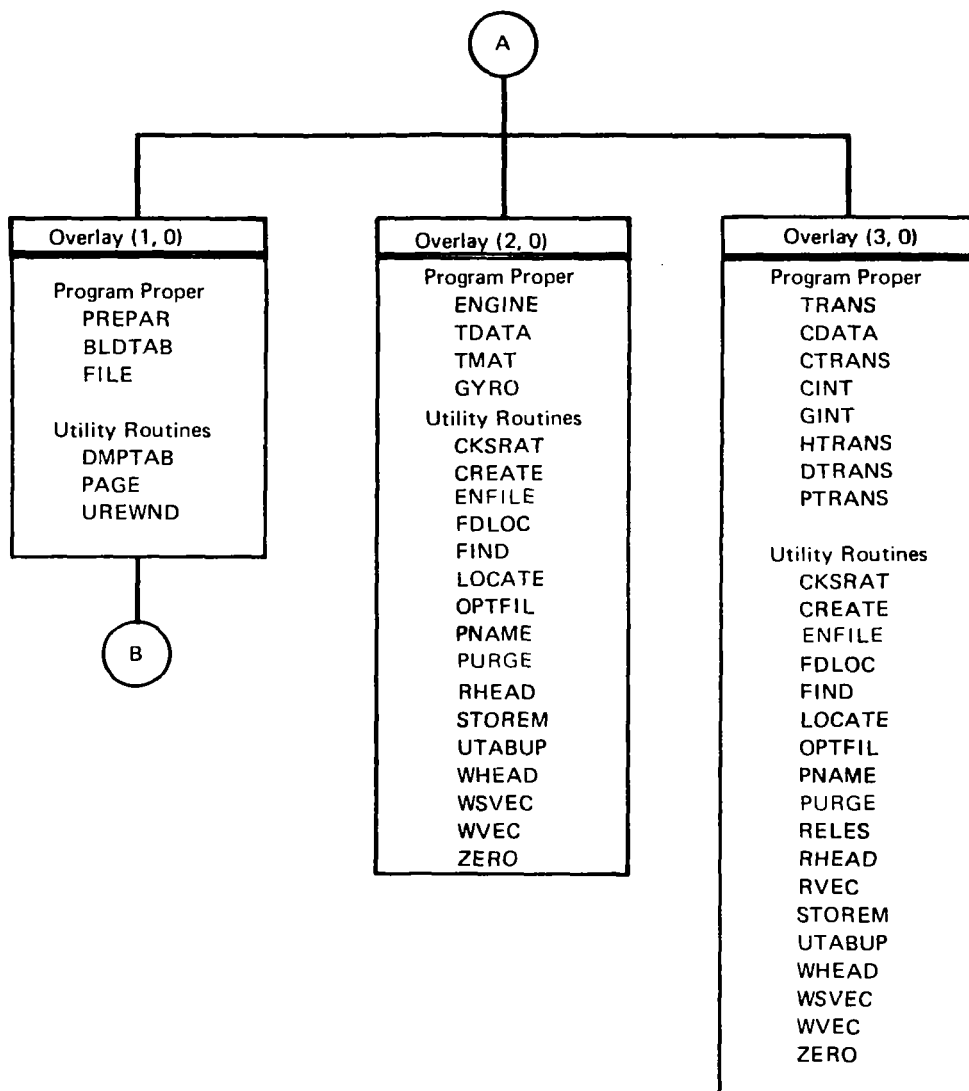 A
Overlay (1, 0)
Program Proper
PREPAR
BLDTAB
FILE
Utility Routines
DMPTAB
PAGE
UREWND
B
Overlay (2, 0)
Program Proper
ENGINE
TDATA
TMAT
GYRO
Utility Routines
CKSRAT
CREATE
ENFILE
FDLOC
FIND
LOCATE
OPTFIL
PNAME
PURGE
RHEAD
STOREM
UTABUP
WHEAD
WSVEC
WVEC
ZERO
Overlay (3, 0)
Program Proper
TRANS
CDATA
CTRANS
CINT
GINT
HTRANS
DTRANS
PTRANS
Utility Routines
CKSRAT
CREATE
ENFILE
FDLOC
FIND
LOCATE
OPTFIL
PNAME
PURGE
RELES
RHEAD
RVEC
STOREM
UTABUP
WHEAD
WSVEC
WVEC
ZERO